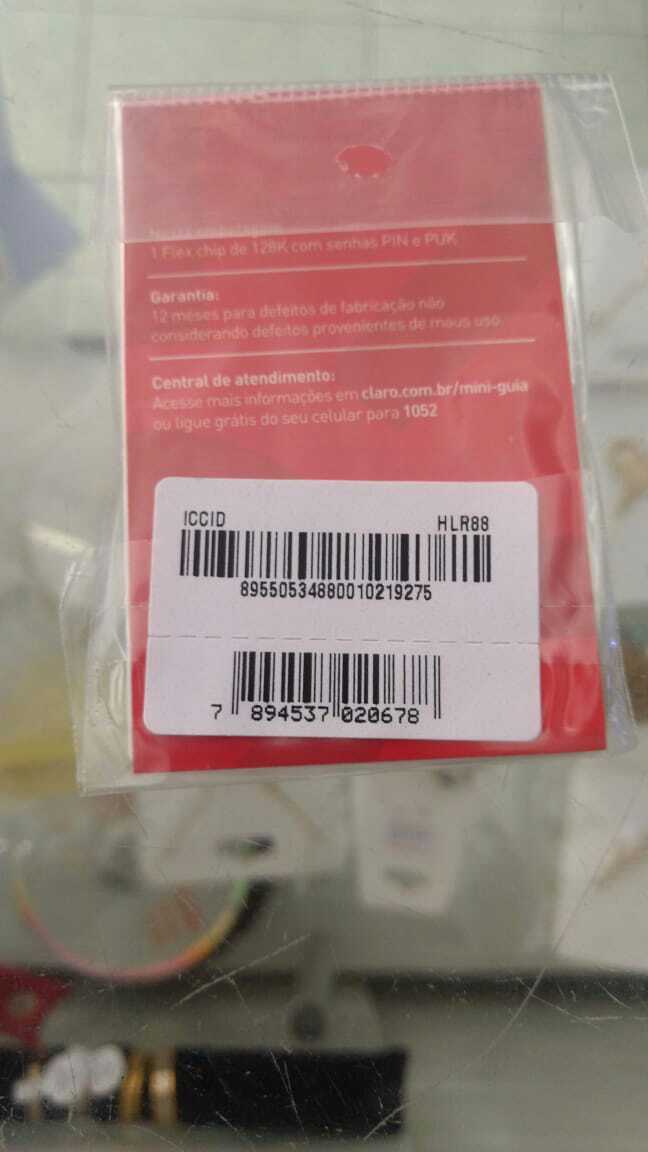 Nesta embalagem:
1 Flex chip de 128K com senhas PIN e PUK
Garantia:
12 meses para defeitos de fabricação não
considerando defeitos provenientes de maus uso
Central de atendimento:
Acesse mais informações em claro.com.br/mini-guia
ou ligue grátis do seu celular para 1052
ICCID HLR88
89550534880010219275
7 894537 020678